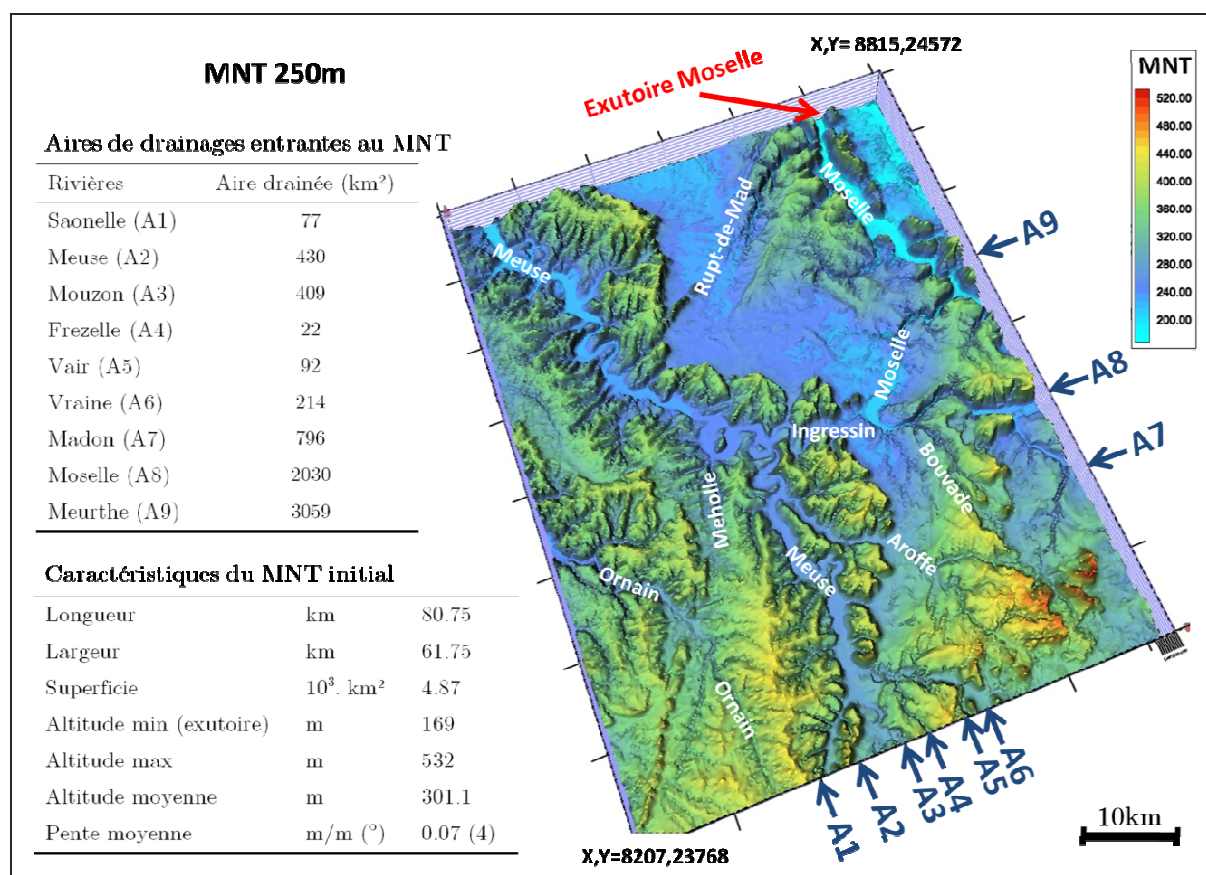 MNT 250m
Aires de drainages entrantes au MNT
Rivières Aire drainée (km²)
Saonelle (A1) 77
Meuse (A2) 430
Mouzon (A3) 409
Frezelle (A4) 22
Vair (A5) 92
Vraine (A6) 214
Madon (A7) 796
Moselle (A8) 2030
Meurthe (A9) 3059
Caractéristiques du MNT initial
Longueur km 80.75
Largeur km 61.75
Superficie 10³. km² 4.87
Altitude min (exutoire) m 169
Altitude max m 532
Altitude moyenne m 301.1
Pente moyenne m/m (°) 0.07 (4)
X,Y= 8815,24572
Exutoire Moselle
MNT
520.00
480.00
440.00
400.00
360.00
320.00
280.00
240.00
200.00
Meuse
Rupt-de-Mad
Moselle
A9
Moselle
A8
Ingressin
A7
Bouvade
Meholle
Aroffe
Meuse
Ornain
Ornain
A1
A2
A3
A4
A5
A6
10km
X,Y=8207,23768